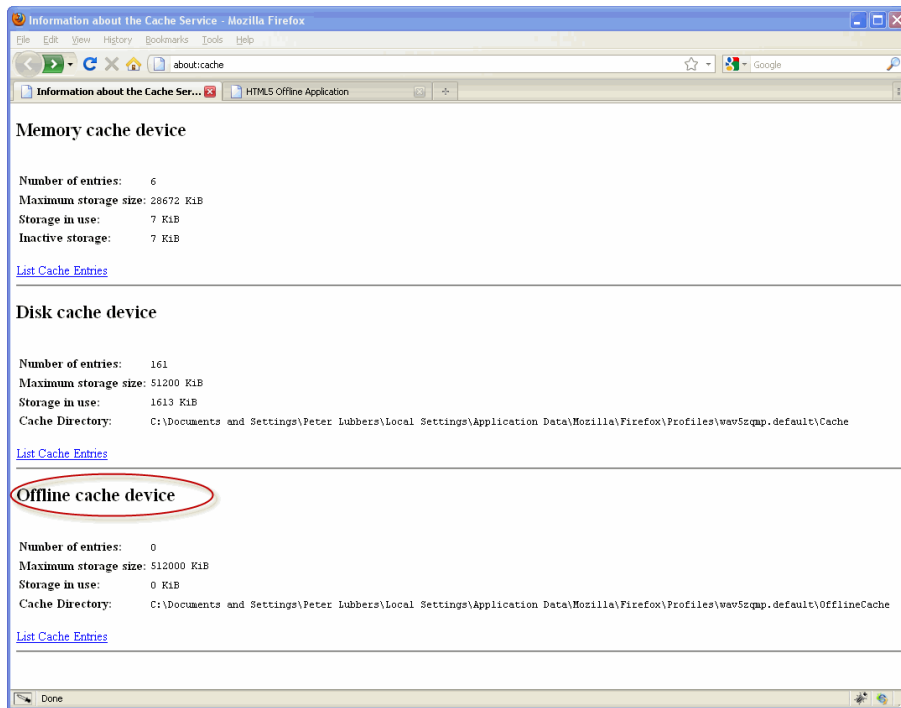 Information about the Cache Service - Mozilla Firefox
File Edit View History Bookmarks Tools Help
about:cache
Google
Information about the Cache Ser...
HTML5 Offline Application
Memory cache device
Number of entries: 6
Maximum storage size: 28672 KiB
Storage in use: 7 KiB
Inactive storage: 7 KiB
List Cache Entries
Disk cache device
Number of entries: 161
Maximum storage size: 51200 KiB
Storage in use: 1613 KiB
Cache Directory: C:\Documents and Settings\Peter Lubbers\Local Settings\Application Data\Mozilla\Firefox\Profiles\wav5zqmp.default\Cache
List Cache Entries
Offline cache device
Number of entries: 0
Maximum storage size: 512000 KiB
Storage in use: 0 KiB
Cache Directory: C:\Documents and Settings\Peter Lubbers\Local Settings\Application Data\Mozilla\Firefox\Profiles\wav5zqmp.default\OfflineCache
List Cache Entries
Done